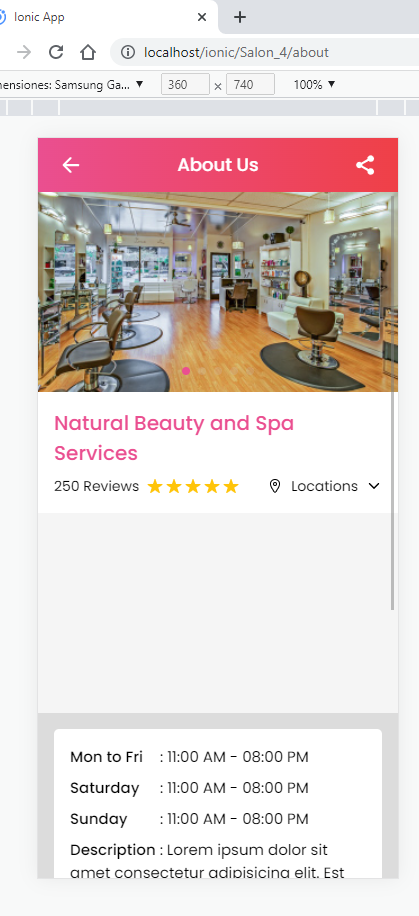 Ionic App
localhost/ionic/Salon_4/about
mensiones: Samsung Ga... ▼ 360 × 740 100% ▼
About Us
Natural Beauty and Spa
Services
250 Reviews Locations
Mon to Fri : 11:00 AM - 08:00 PM
Saturday : 11:00 AM - 08:00 PM
Sunday : 11:00 AM - 08:00 PM
Description : Lorem ipsum dolor sit
amet consectetur adipisicing elit. Est